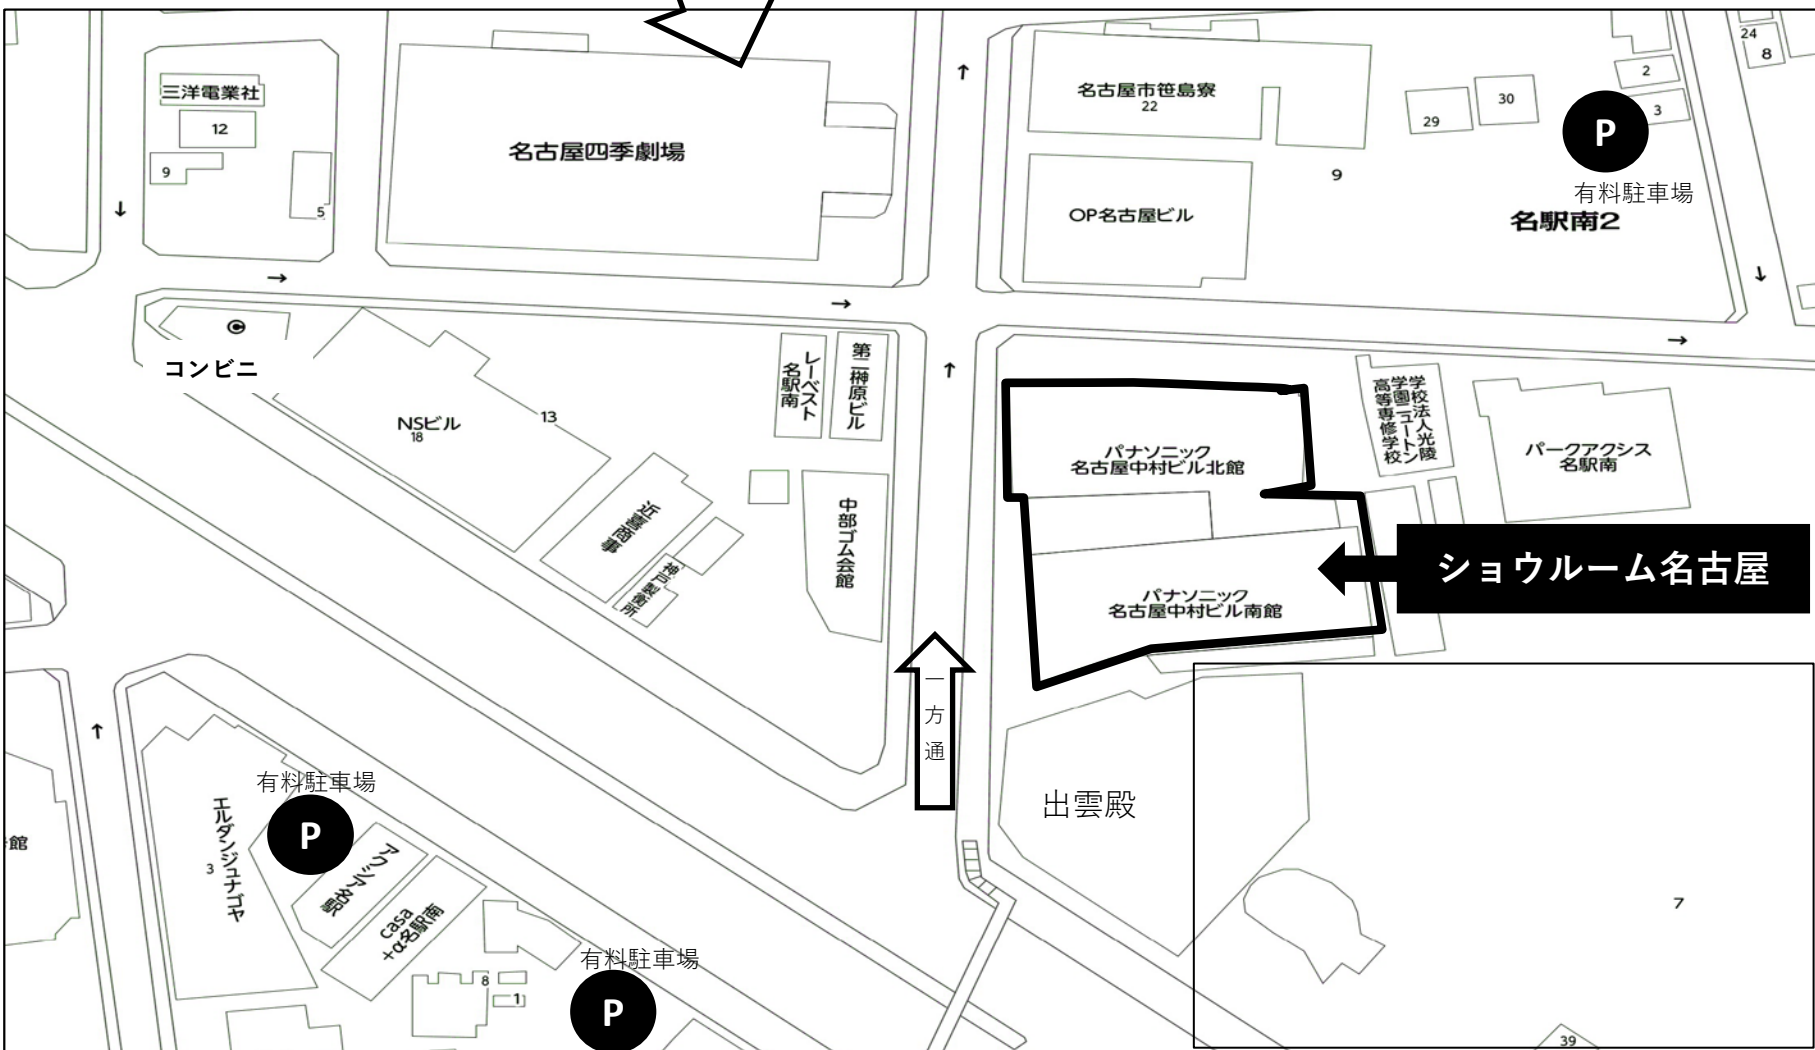 24
8
2
3
三洋電業社
12
9
5
名古屋四季劇場
名古屋市笹島寮
22
29
30
P
有料駐車場
名駅南2
9
OP名古屋ビル
コンビニ
NSビル
18
13
レーベスト
名駅南
第二榊原ビル
近喜商事
神戸製衡所
中部ゴム会館
パナソニック
名古屋中村ビル北館
学校法人光陵
学園ニュートン
高等専修学校
パークアクシス
名駅南
ショウルーム名古屋
パナソニック
名古屋中村ビル南館
一方通
出雲殿
7
39
館
エルダンジュナゴヤ
3
有料駐車場
P
アクシア名駅
casa
+α名駅南
有料駐車場
P
8
1